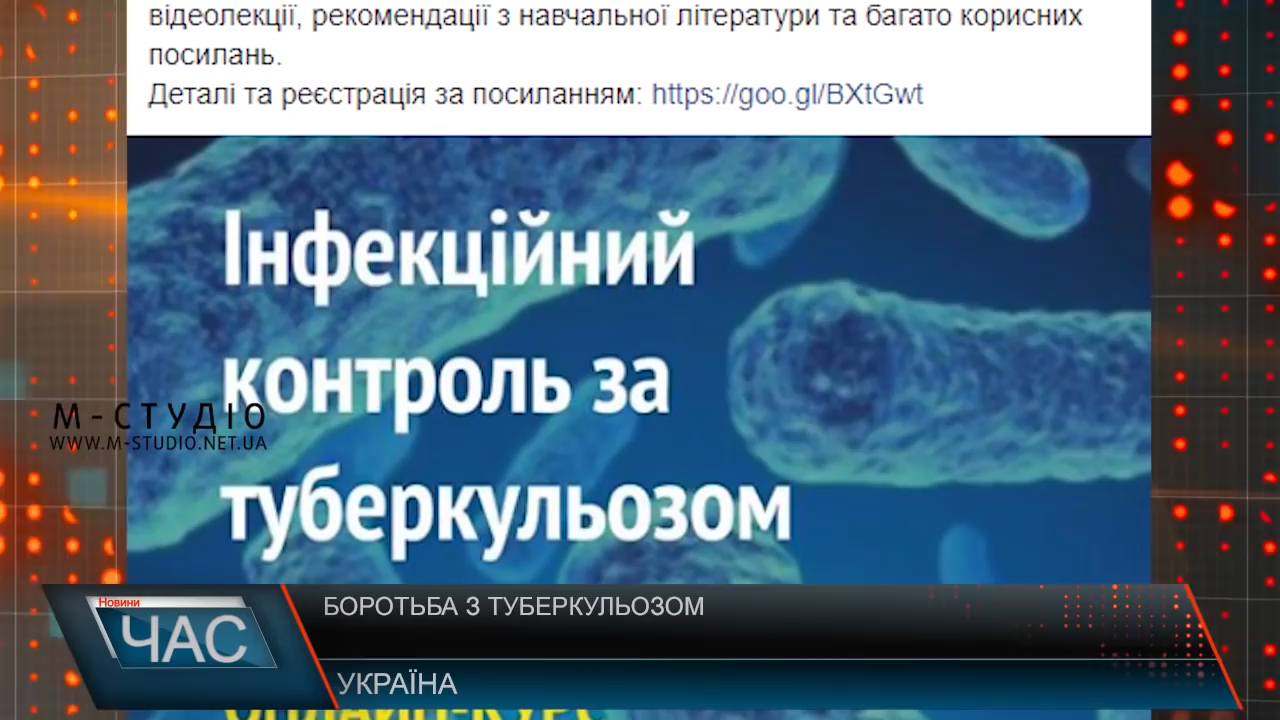 відеолекції, рекомендації з навчальної літератури та багато корисних
посилань.
Деталі та реєстрація за посиланням: https://goo.gl/BXtGwt
Інфекційний
контроль за
туберкульозом
М-СТУДІО
WWW.M-STUDIO.NET.UA
Новини
ЧАС
БОРОТЬБА З ТУБЕРКУЛЬОЗОМ
УКРАЇНА